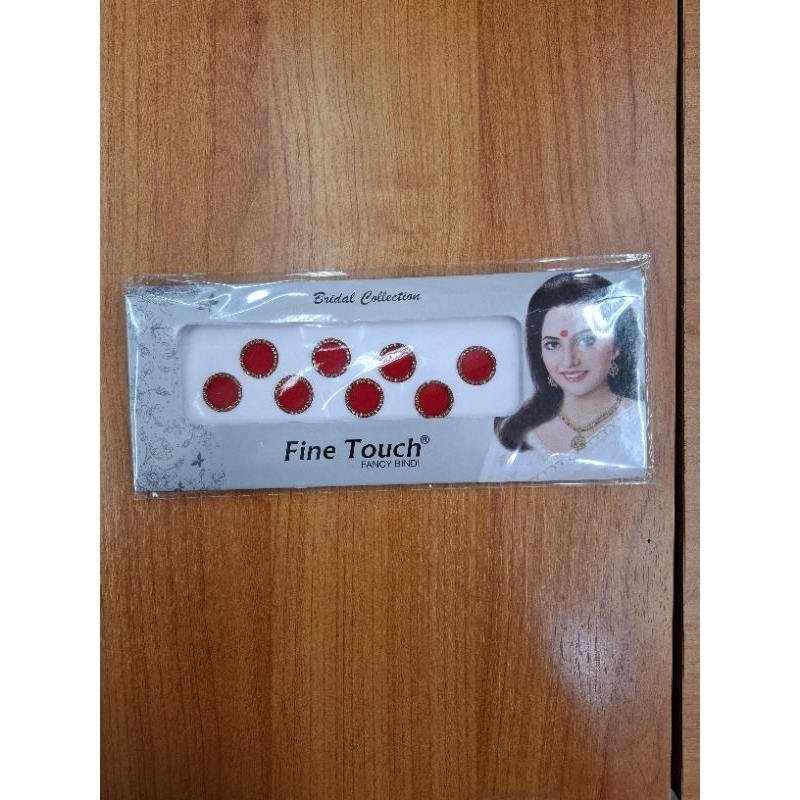 Bridal Collection
Fine Touch®
FANCY BINDI